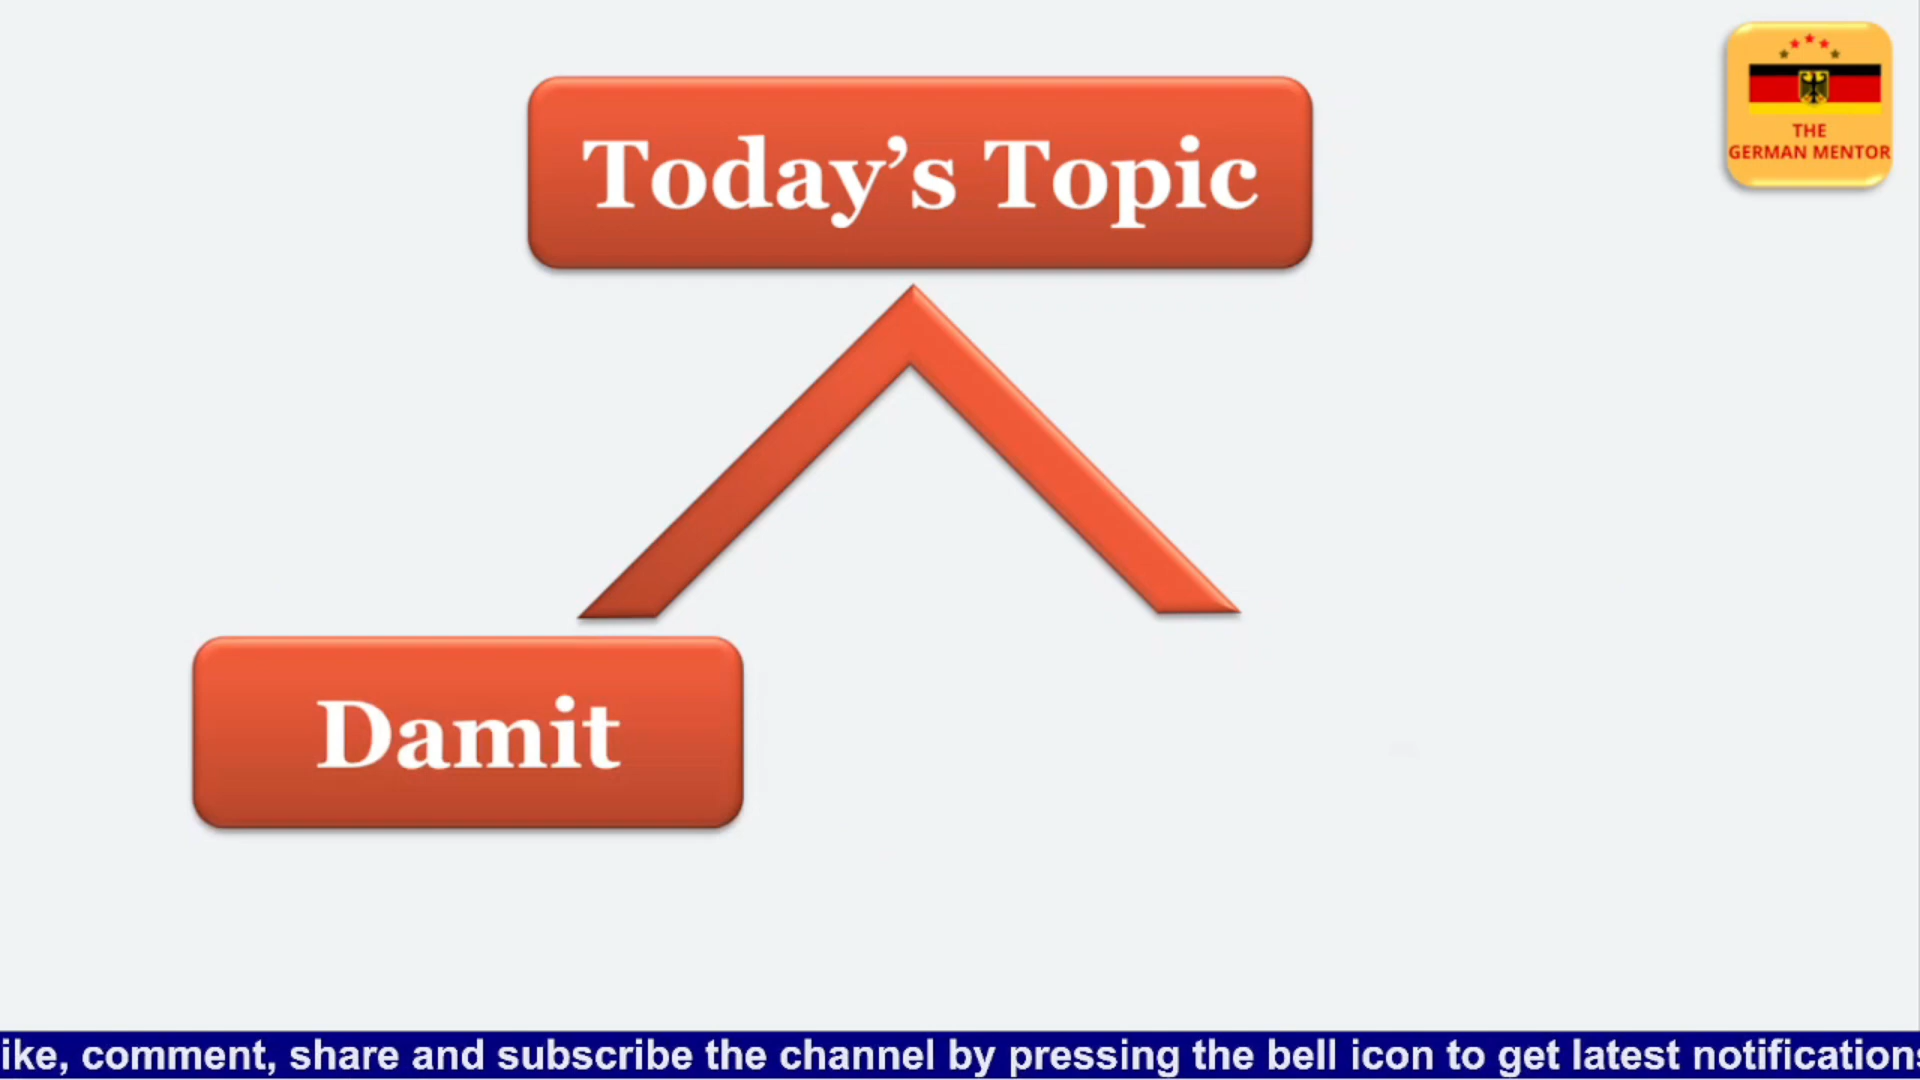 Today’s Topic
THE
GERMAN MENTOR
Damit
ike, comment, share and subscribe the channel by pressing the bell icon to get latest notifications